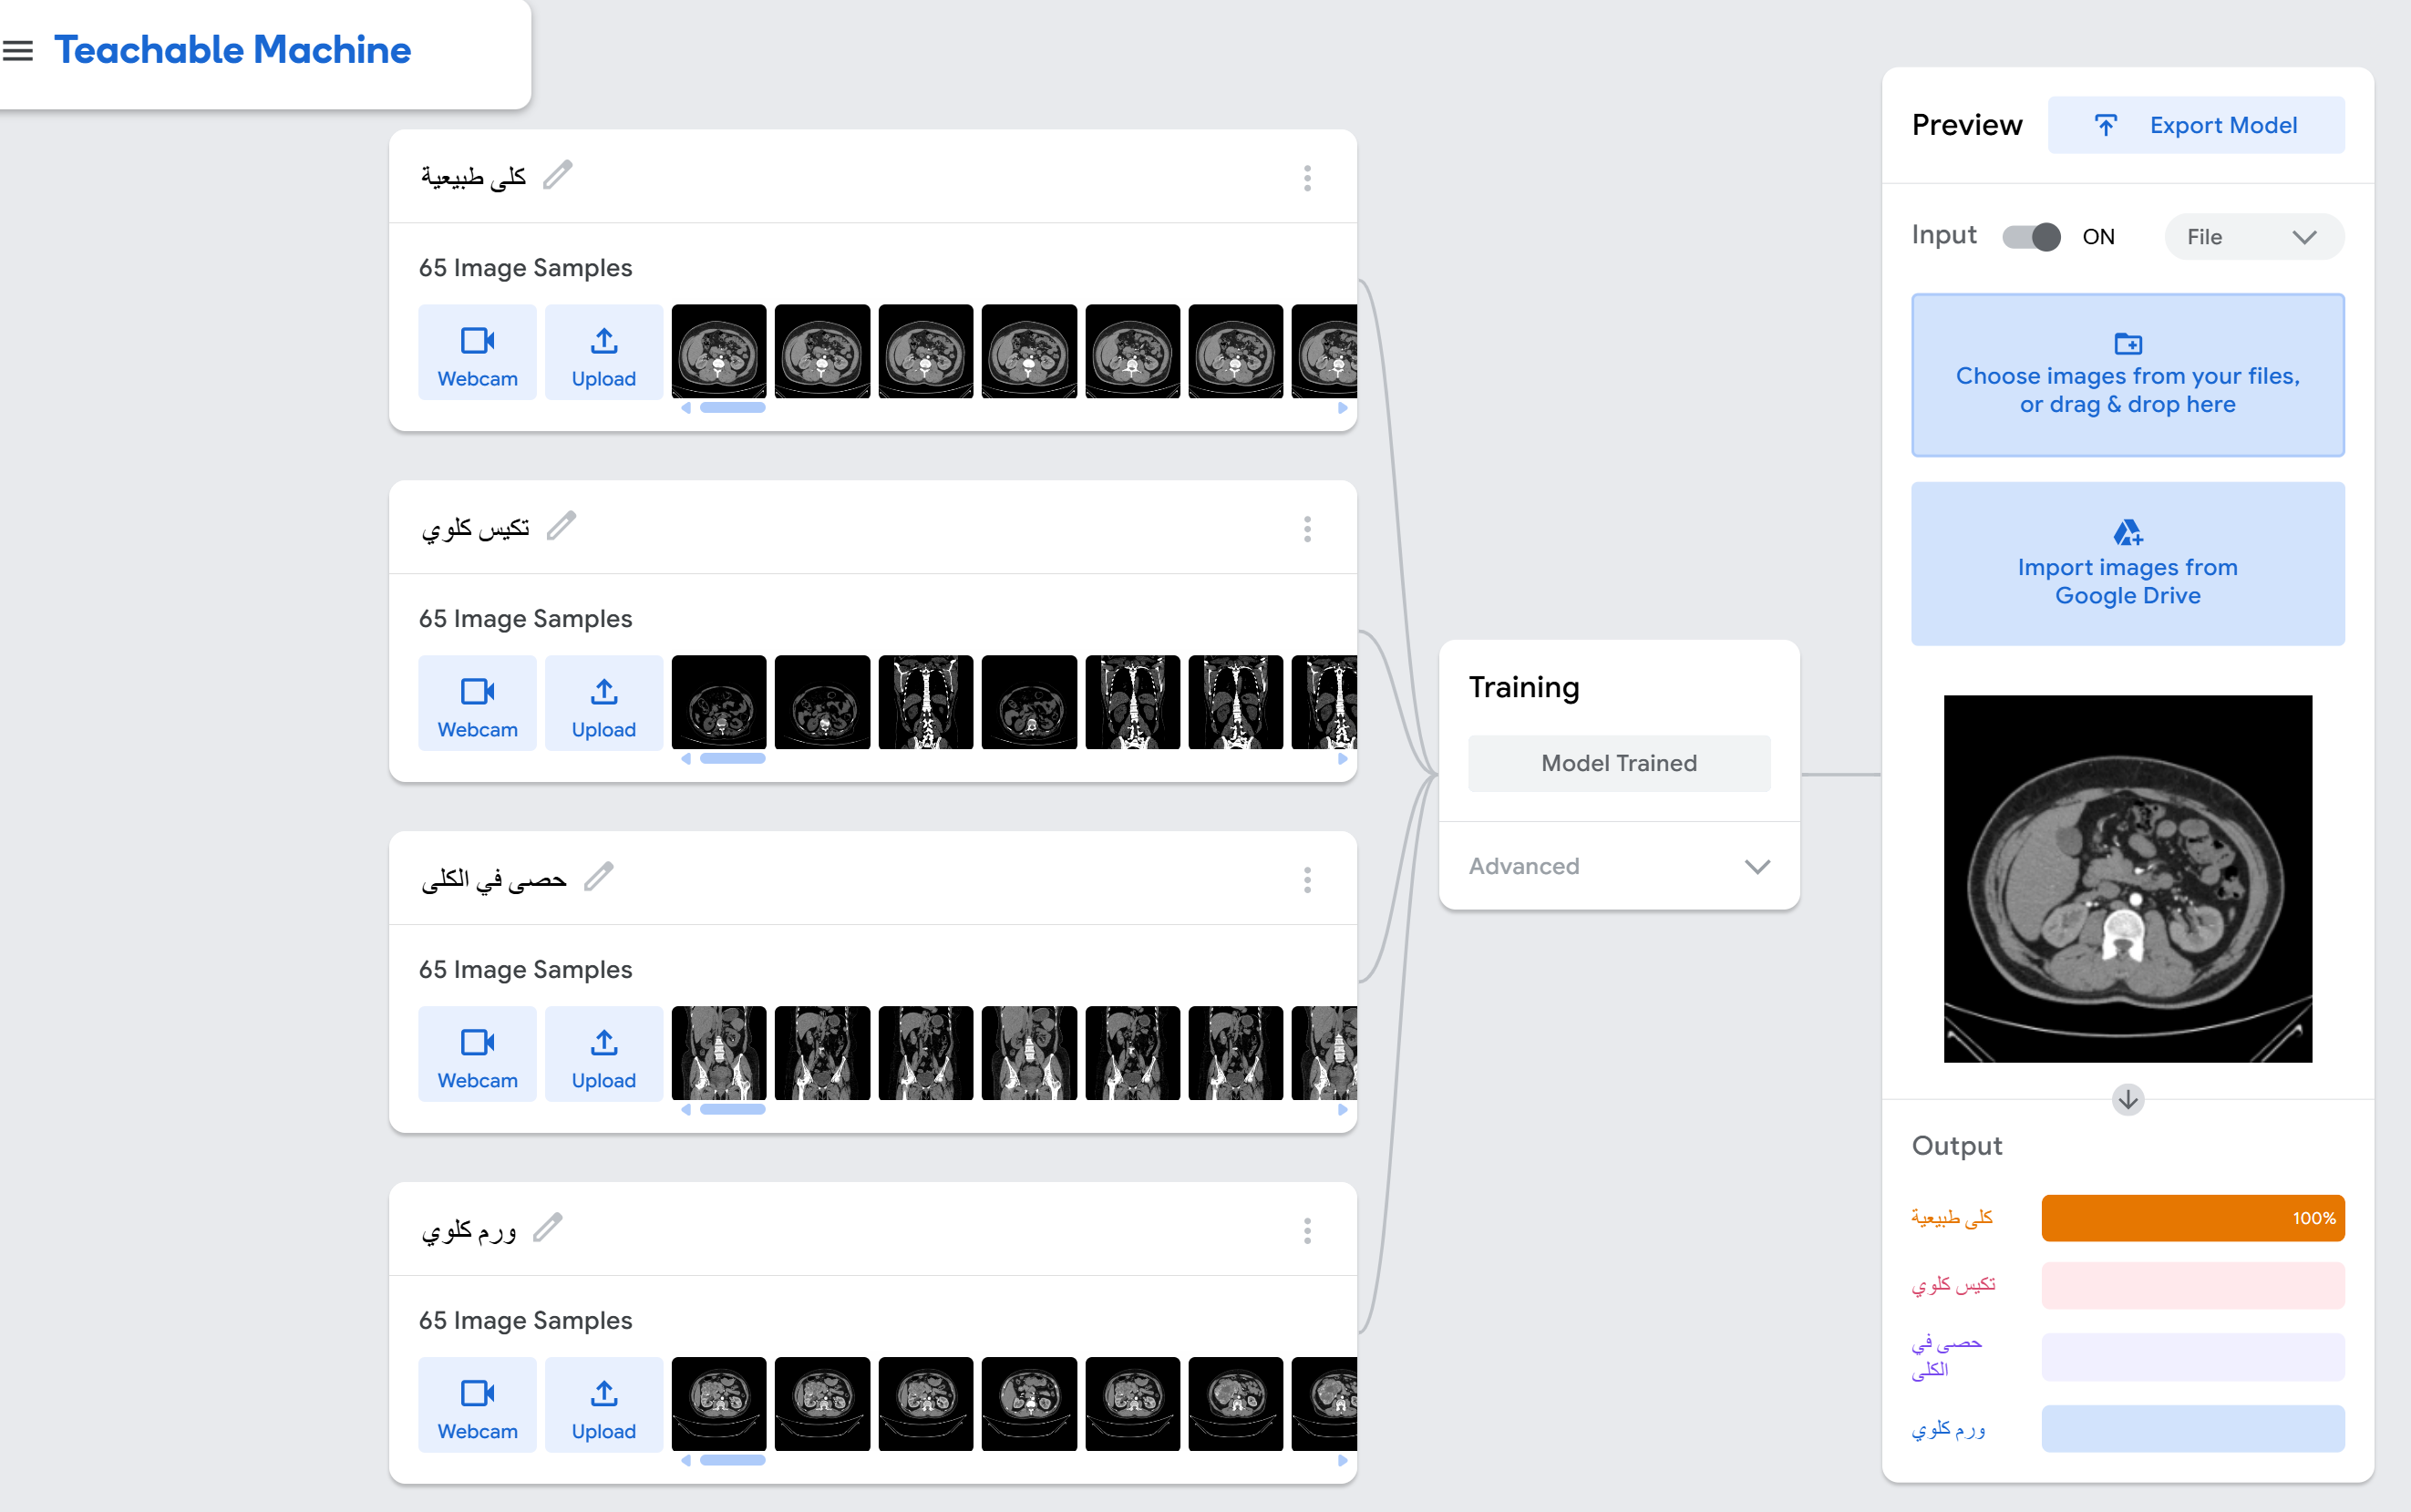 Teachable Machine
كلى طبيعية
65 Image Samples
Webcam
Upload
تكيس كلوي
65 Image Samples
Webcam
Upload
حصى في الكلى
65 Image Samples
Webcam
Upload
ورم كلوي
65 Image Samples
Webcam
Upload
Training
Model Trained
Advanced
Preview
Export Model
Input
ON
File
Choose images from your files,
or drag & drop here
Import images from
Google Drive
Output
كلى طبيعية
100%
تكيس كلوي
حصى في
الكلى
ورم كلوي